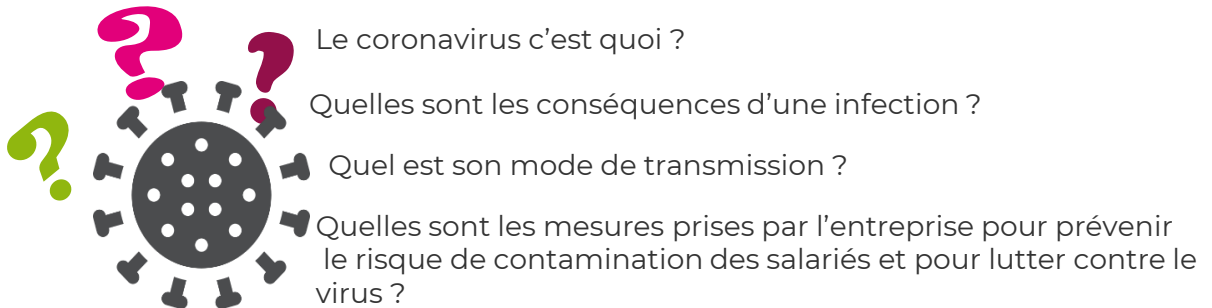 Le coronavirus c’est quoi ?
Quelles sont les conséquences d’une infection ?
Quel est son mode de transmission ?
Quelles sont les mesures prises par l’entreprise pour prévenir
le risque de contamination des salariés et pour lutter contre le
virus ?